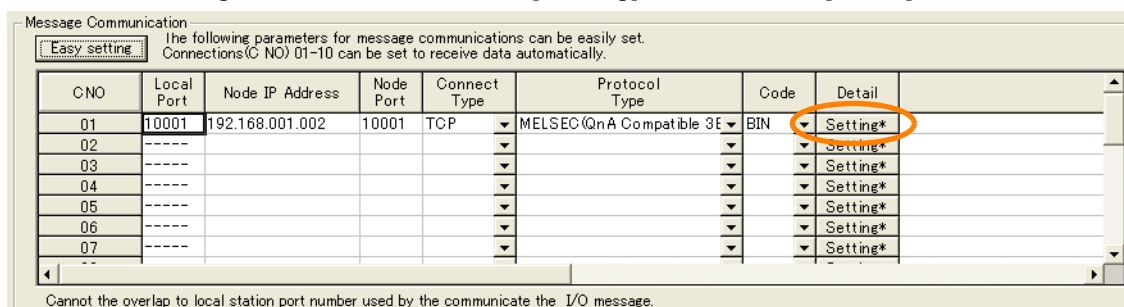 Message Communication
Easy setting
The following parameters for message communications can be easily set.
Connections(C NO) 01-10 can be set to receive data automatically.
C NO Local Port Node IP Address Node Port Connect Type Protocol Type Code Detail
01 10001 192.168.001.002 10001 TCP MELSEC(QnA Compatible 3E BIN Setting*
02 ----- Setting*
03 ----- Setting*
04 ----- Setting*
05 ----- Setting*
06 ----- Setting*
07 ----- Setting*
Cannot the overlap to local station port number used by the communicate the I/O message.